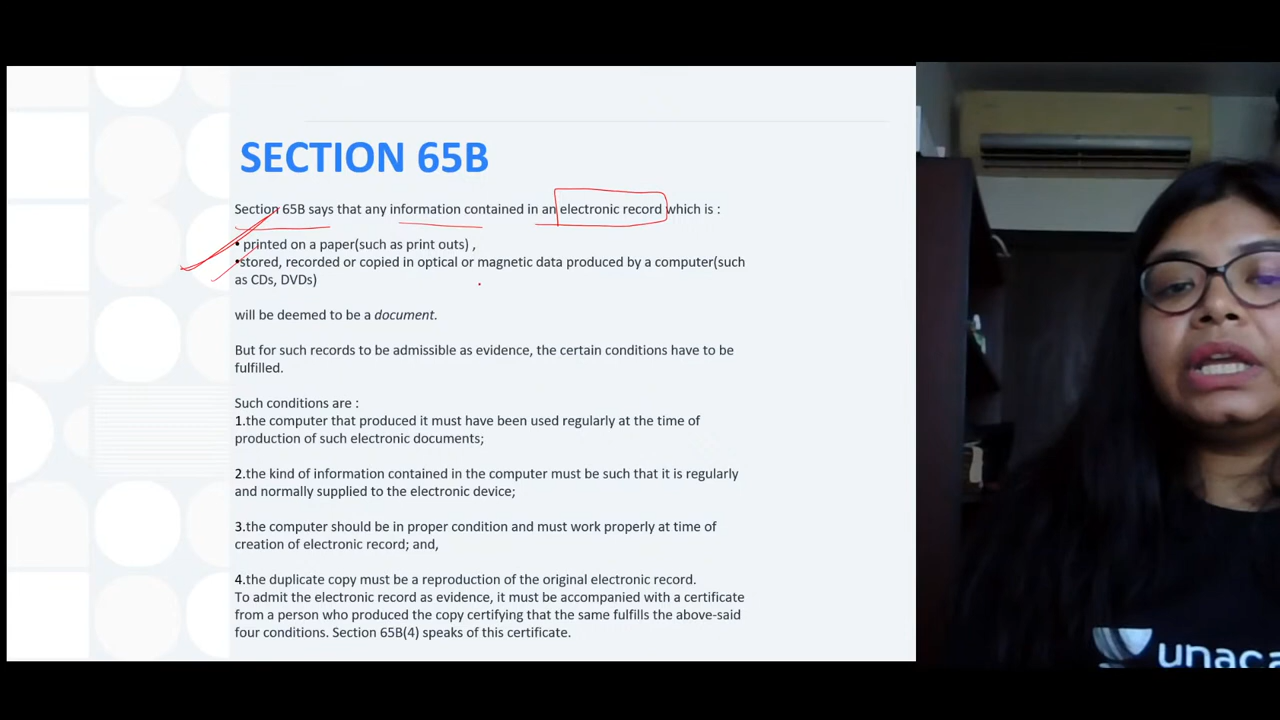 SECTION 65B
Section 65B says that any information contained in an electronic record which is :
• printed on a paper(such as print outs) ,
•stored, recorded or copied in optical or magnetic data produced by a computer(such
as CDs, DVDs)
will be deemed to be a document.
But for such records to be admissible as evidence, the certain conditions have to be
fulfilled.
Such conditions are :
1.the computer that produced it must have been used regularly at the time of
production of such electronic documents;
2.the kind of information contained in the computer must be such that it is regularly
and normally supplied to the electronic device;
3.the computer should be in proper condition and must work properly at time of
creation of electronic record; and,
4.the duplicate copy must be a reproduction of the original electronic record.
To admit the electronic record as evidence, it must be accompanied with a certificate
from a person who produced the copy certifying that the same fulfills the above-said
four conditions. Section 65B(4) speaks of this certificate.
unaca